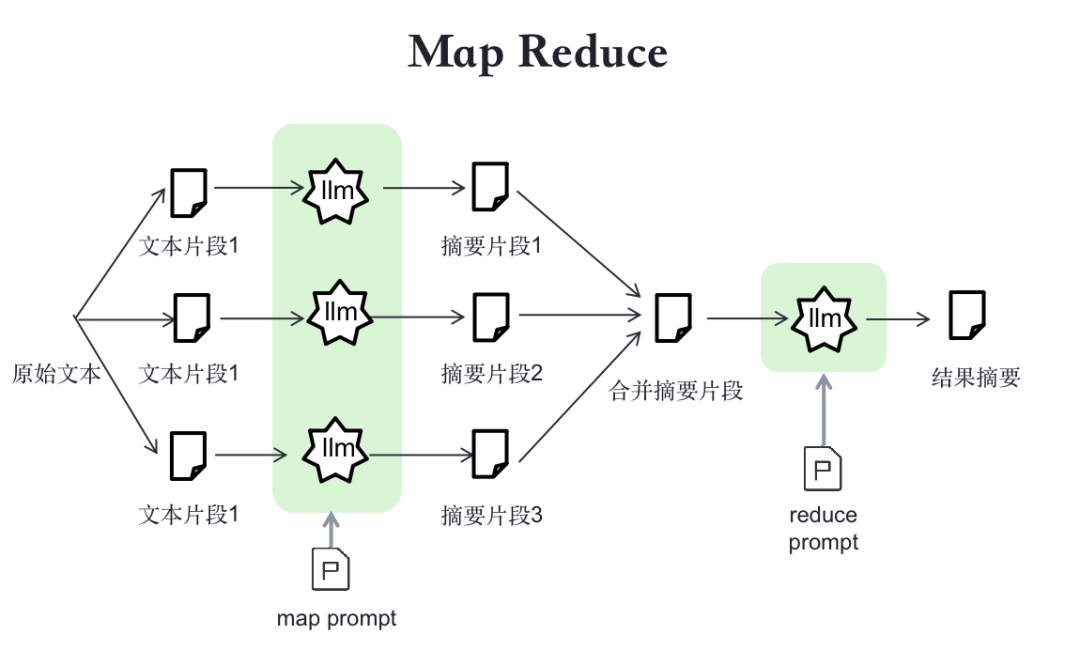 Map Reduce
llm
文本片段1
摘要片段1
llm
原始文本
文本片段1
摘要片段2
合并摘要片段
llm
结果摘要
llm
文本片段1
摘要片段3
P
map prompt
P
reduce
prompt